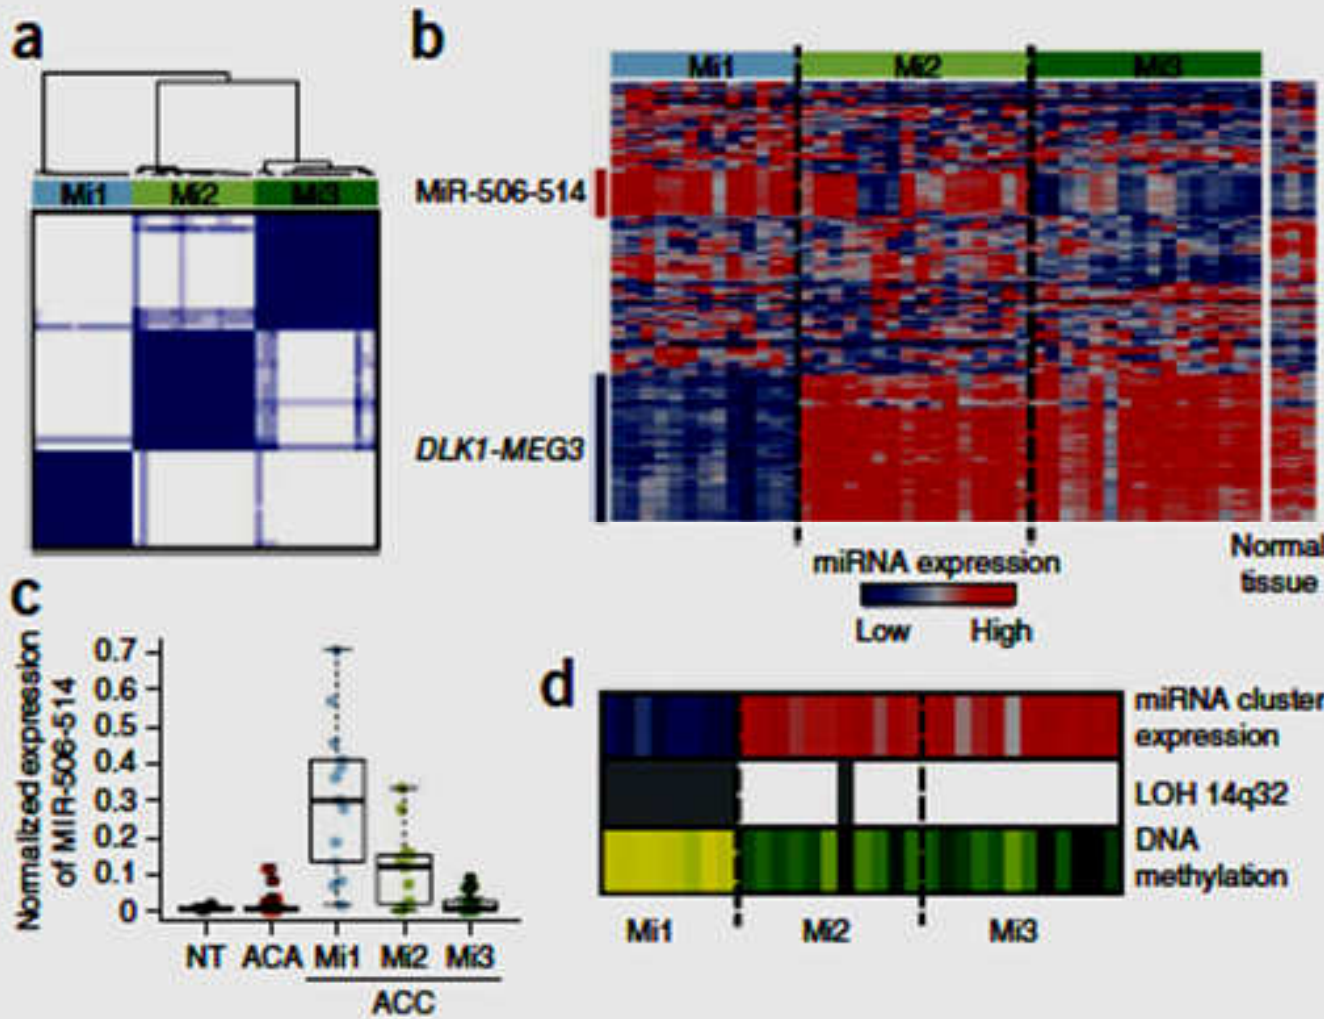 a
Mi1 Mi2 Mi3
b
Mi1 Mi2 Mi3
MiR-506-514
DLK1-MEG3
miRNA expression
Low High
Normal
tissue
c
Normalized expression
of MIR-506-514
0.7
0.6
0.5
0.4
0.3
0.2
0.1
0
NT ACA Mi1 Mi2 Mi3
ACC
d
miRNA cluster
expression
LOH 14q32
DNA
methylation
Mi1 Mi2 Mi3